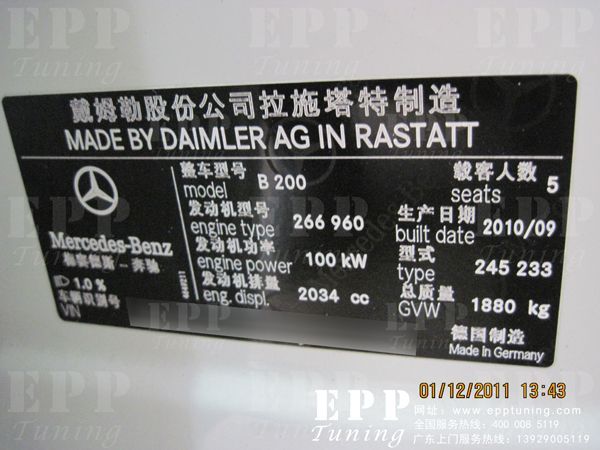 戴姆勒股份公司拉施塔特制造
MADE BY DAIMLER AG IN RASTATT
整车型号
model B 200
载客人数
seats 5
发动机型号
engine type 266 960
生产日期
built date 2010/09
Mercedes-Benz
梅赛德斯-奔驰
发动机功率
engine power 100 kW
型式
type 245 233
发动机排量
eng. displ. 2034 cc
总质量
GVW 1880 kg
1.0 %
车辆识别号
VIN
德国制造
Made in Germany
01/12/2011 13:43
EPP
Tuning
网址: www.epptuning.com
全国服务热线: 400 008 5119
广东上门服务热线: 13929005119